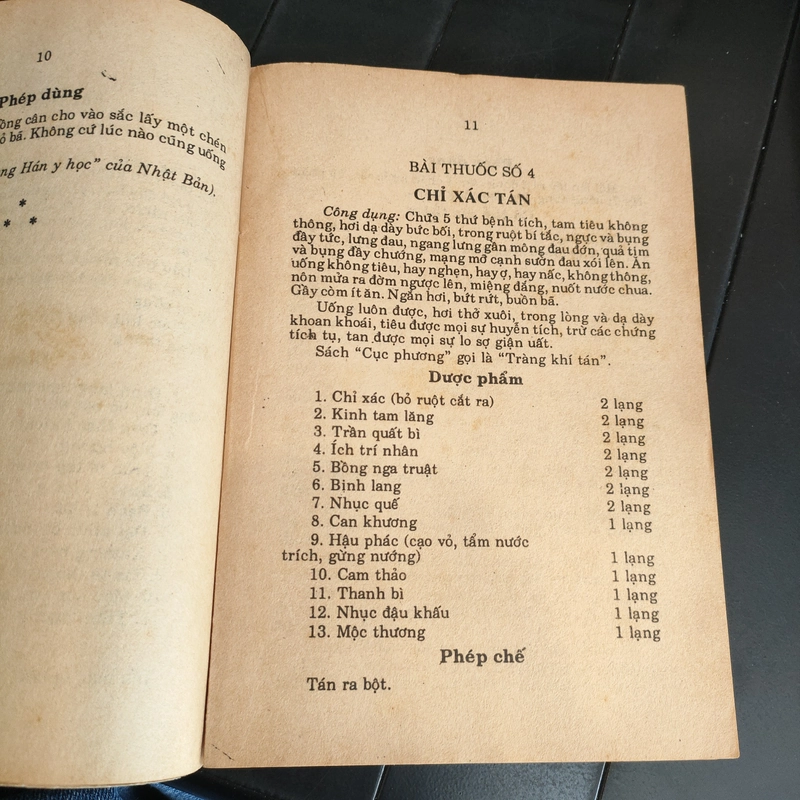 10
Phép dùng
ồng cân cho vào sắc lấy một chén
ỏ bã. Không cứ lúc nào cũng uống
ng Hán y học” của Nhật Bản).
*
* *
11
BÀI THUỐC SỐ 4
CHỈ XÁC TÁN
Công dụng: Chữa 5 thứ bệnh tích, tam tiêu không
thông, hơi dạ dày bức bối, trong ruột bí tắc, ngực và bụng
đầy tức, lưng đau, ngang lưng gần mông đau đớn, quả tim
và bụng đầy chướng, mạng mỡ cạnh sườn đau xói lên. Ăn
uống không tiêu, hay nghẹn, hay ợ, hay nấc, không thông,
nôn mửa ra đờm ngược lên, miệng đắng, nuốt nước chua.
Gầy còm ít ăn. Ngắn hơi, bứt rứt, buồn bã.
Uống luôn được, hơi thở xuôi, trong lòng và dạ dày
khoan khoái, tiêu được mọi sự huyễn tích, trừ các chứng
tích tụ, tan được mọi sự lo sợ giận uất.
Sách “Cục phương” gọi là “Tràng khí tán”.
Dược phẩm
1. Chỉ xác (bỏ ruột cắt ra) 2 lạng
2. Kinh tam lăng 2 lạng
3. Trần quất bì 2 lạng
4. Ích trí nhân 2 lạng
5. Bồng nga truật 2 lạng
6. Bịnh lang 2 lạng
7. Nhục quế 2 lạng
8. Can khương 1 lạng
9. Hậu phác (cạo vỏ, tẩm nước
trích, gừng nướng) 1 lạng
10. Cam thảo 1 lạng
11. Thanh bì 1 lạng
12. Nhục đậu khấu 1 lạng
13. Mộc thương 1 lạng
Phép chế
Tán ra bột.